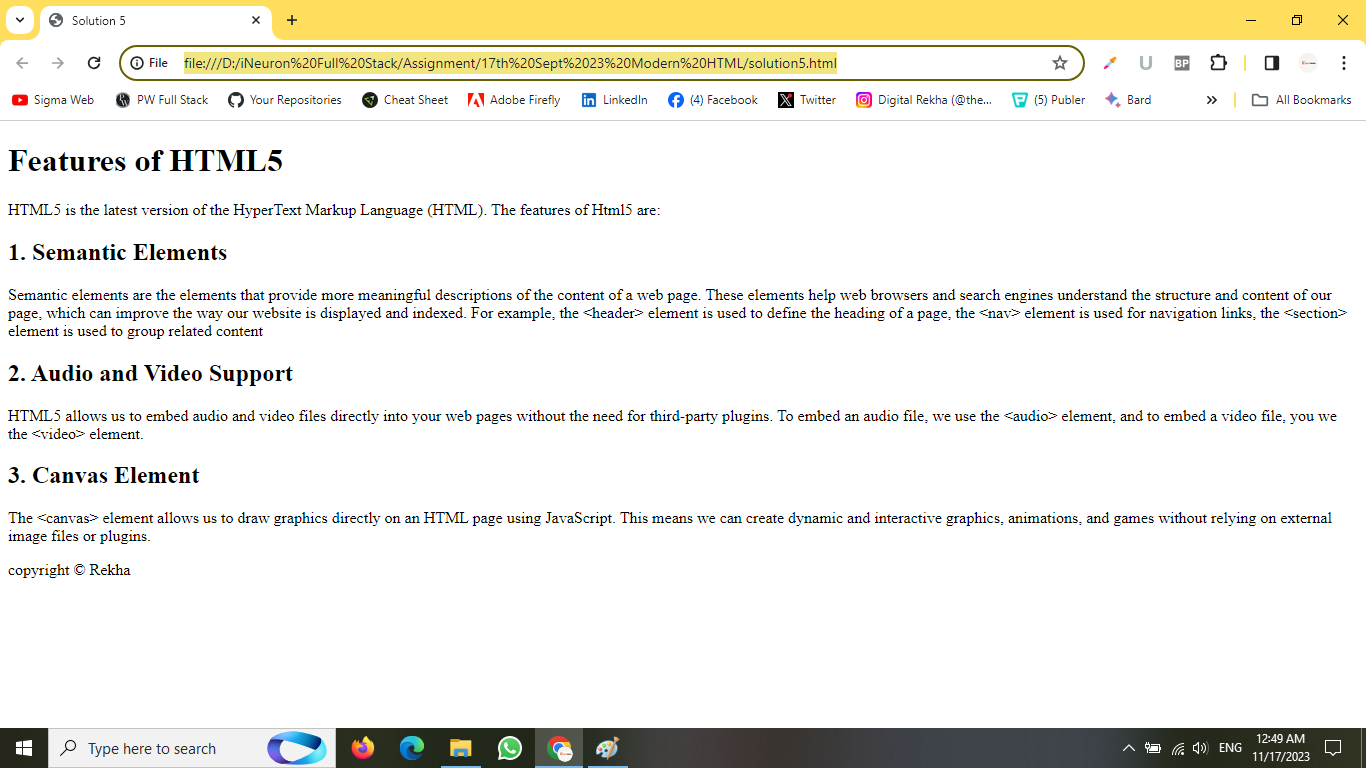 Solution 5
File file:///D:/iNeuron%20Full%20Stack/Assignment/17th%20Sept%2023%20Modern%20HTML/solution5.html
U BP
Sigma Web PW Full Stack Your Repositories Cheat Sheet Adobe Firefly LinkedIn (4) Facebook Twitter Digital Rekha (@the... (5) Publer Bard » All Bookmarks
Features of HTML5
HTML5 is the latest version of the HyperText Markup Language (HTML). The features of Html5 are:
1. Semantic Elements
Semantic elements are the elements that provide more meaningful descriptions of the content of a web page. These elements help web browsers and search engines understand the structure and content of our
page, which can improve the way our website is displayed and indexed. For example, the <header> element is used to define the heading of a page, the <nav> element is used for navigation links, the <section>
element is used to group related content
2. Audio and Video Support
HTML5 allows us to embed audio and video files directly into your web pages without the need for third-party plugins. To embed an audio file, we use the <audio> element, and to embed a video file, you we
the <video> element.
3. Canvas Element
The <canvas> element allows us to draw graphics directly on an HTML page using JavaScript. This means we can create dynamic and interactive graphics, animations, and games without relying on external
image files or plugins.
copyright © Rekha
Type here to search
ENG
12:49 AM
11/17/2023